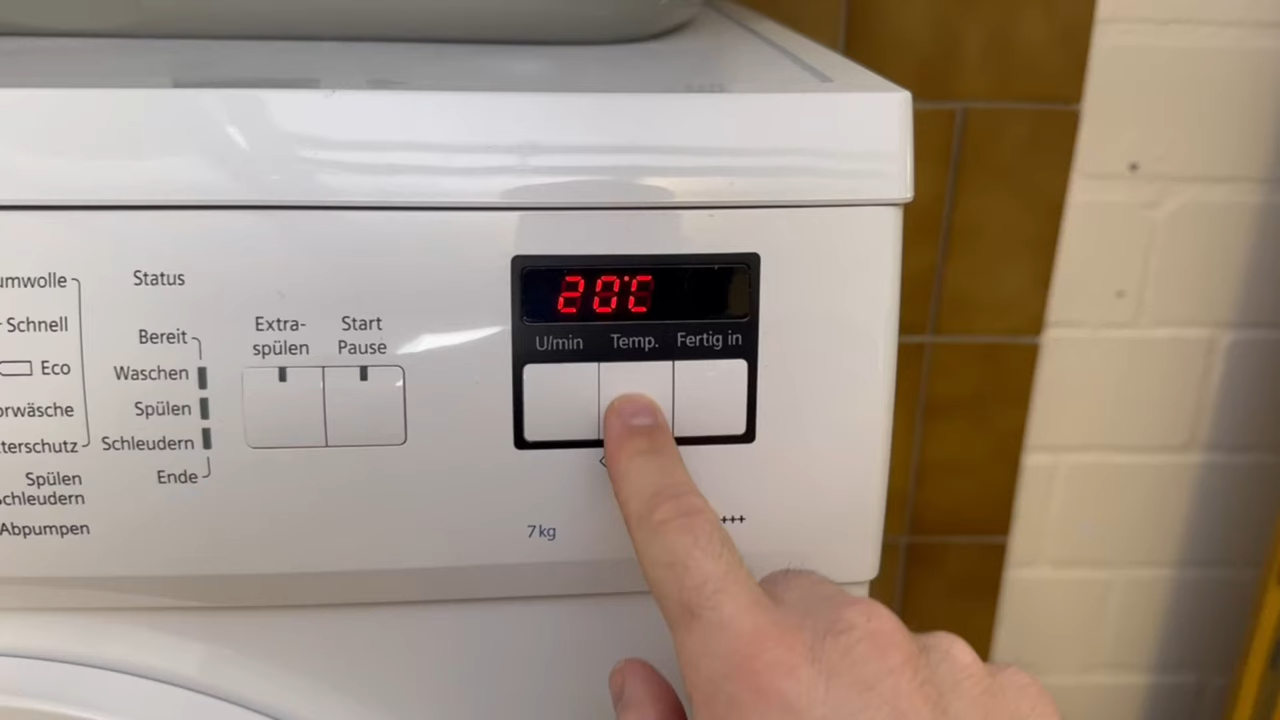 umwolle
Schnell
Eco
orwäsche
terschutz
Spülen
chleudern
Abpumpen
Status
Bereit
Waschen
Spülen
Schleudern
Ende
Extra-
spülen
Start
Pause
20°C
U/min
Temp.
Fertig in
7kg
+++